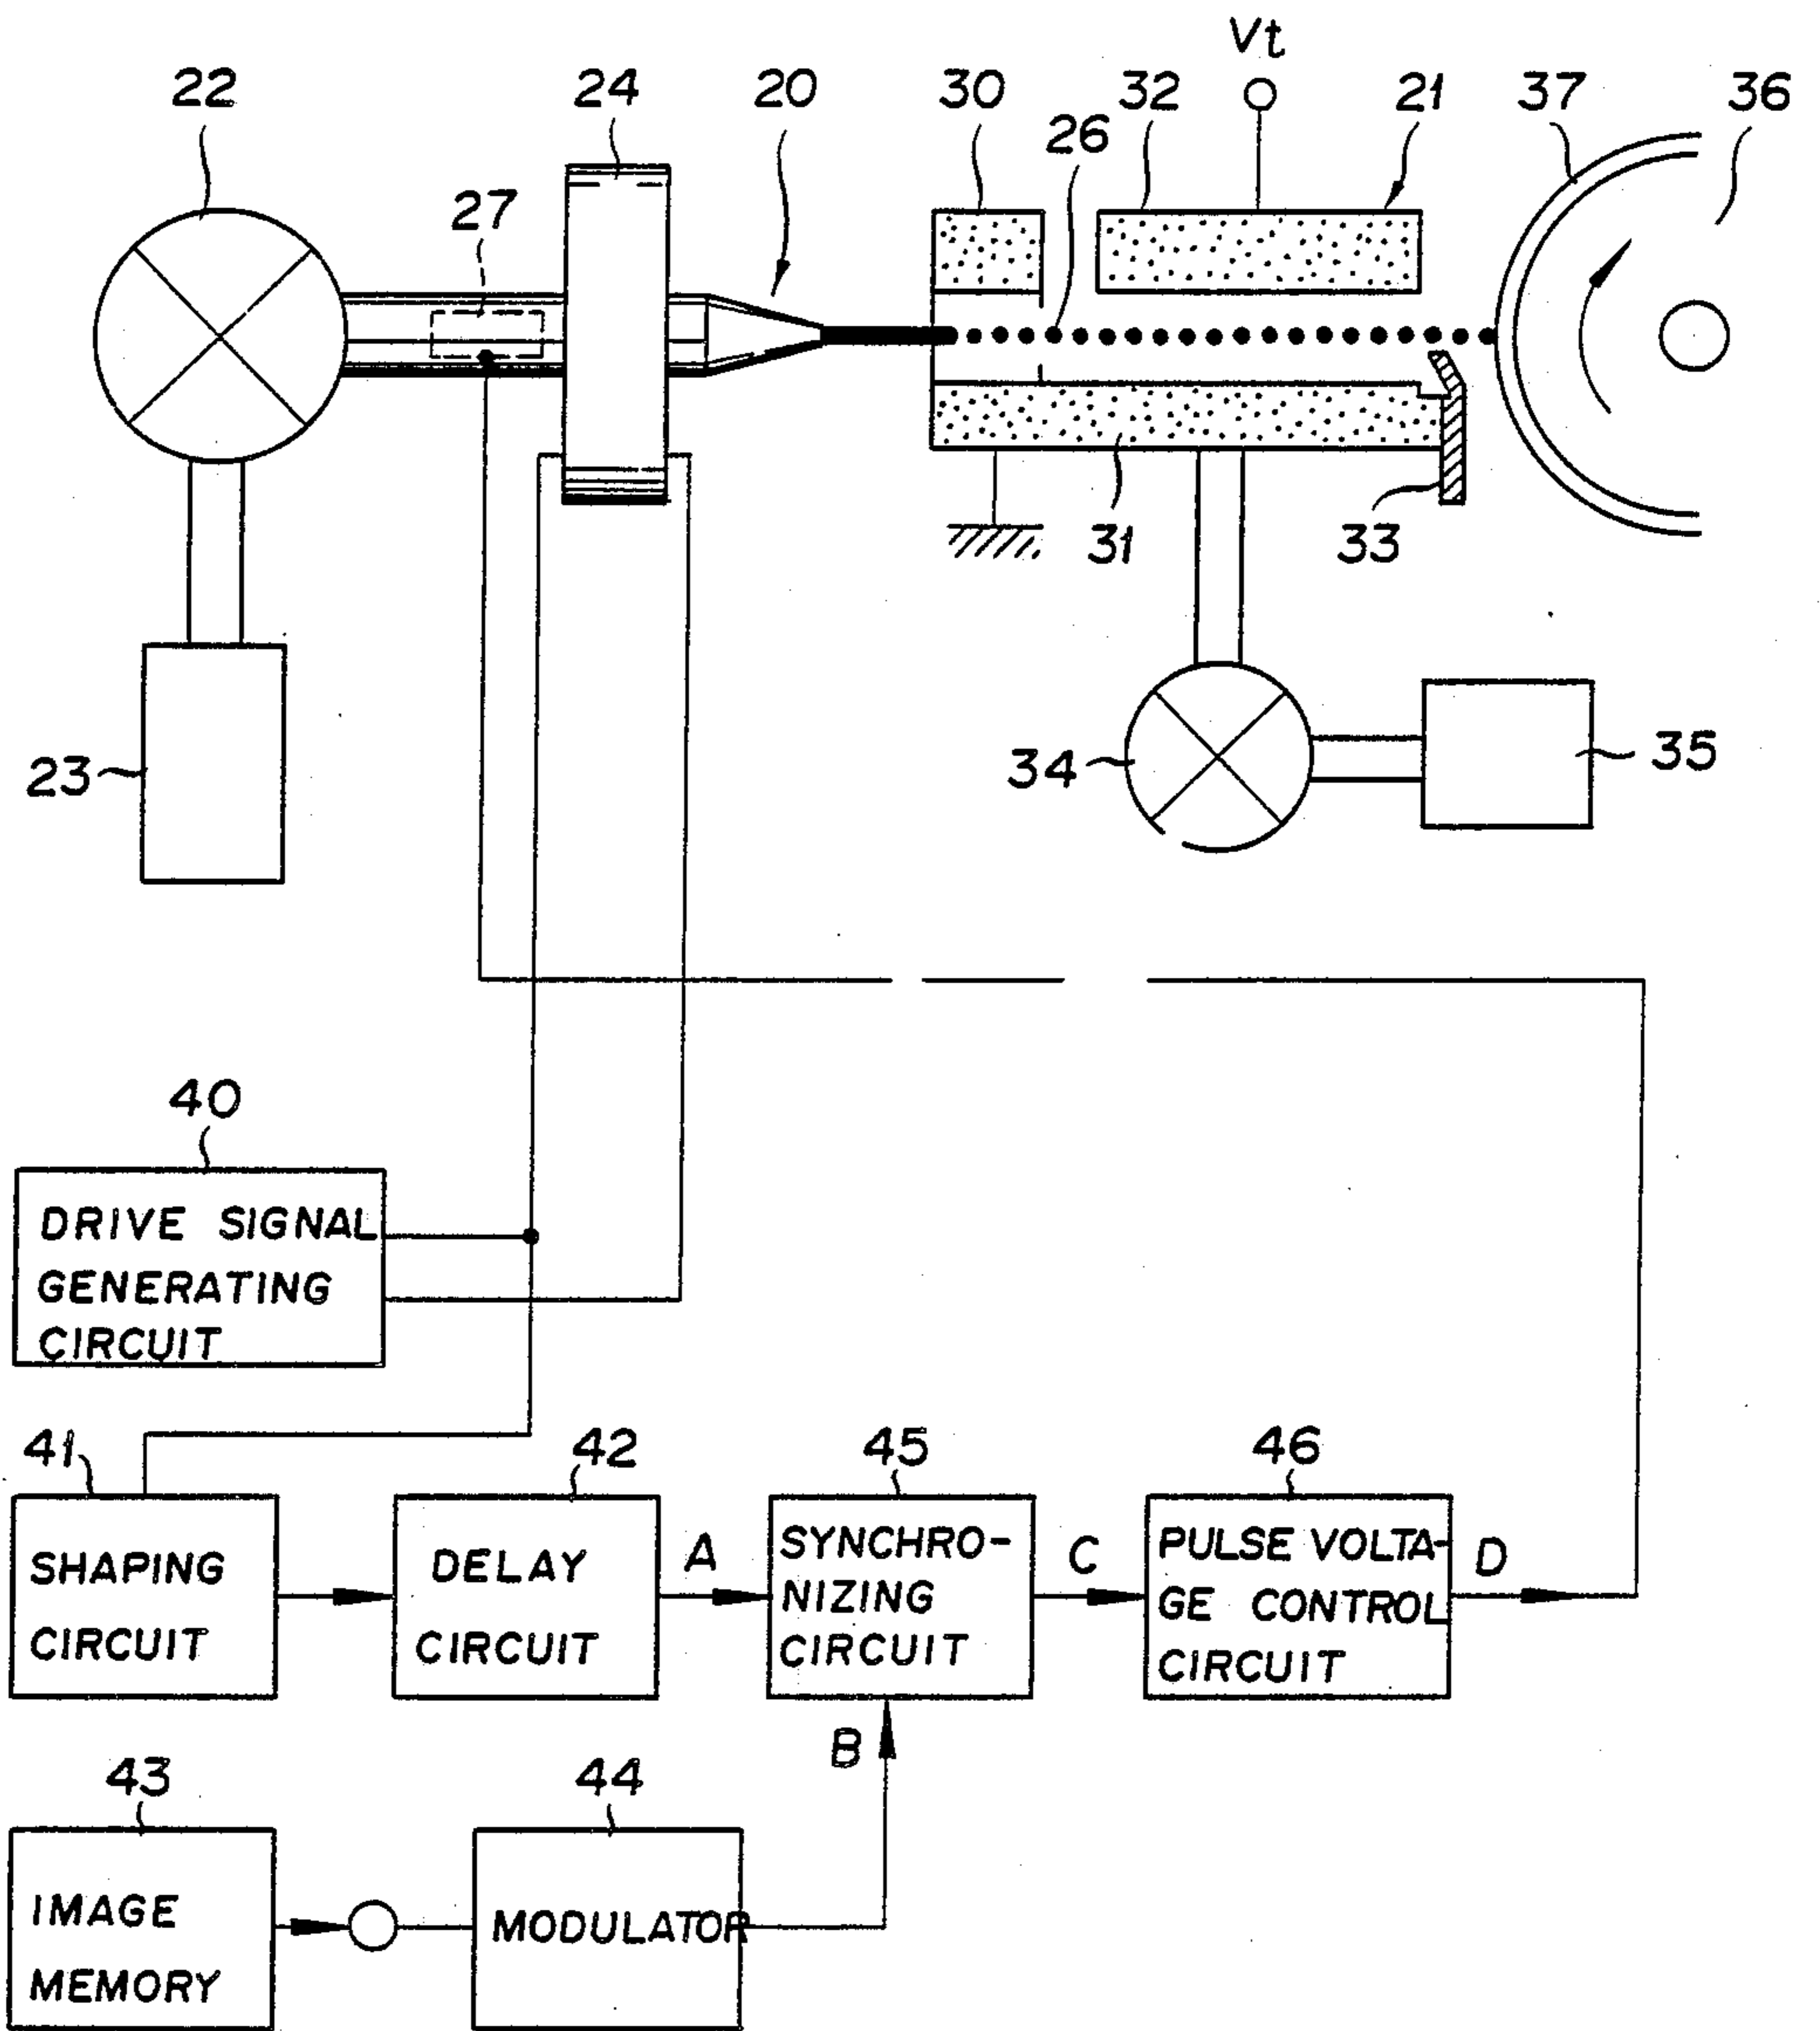 Vt
22
24
20
30
32
21
37
36
26
27
31
33
23
34
35
40
DRIVE SIGNAL
GENERATING
CIRCUIT
41
42
45
46
SHAPING
CIRCUIT
DELAY
CIRCUIT
A
SYNCHRO-
NIZING
CIRCUIT
C
PULSE VOLTA-
GE CONTROL
CIRCUIT
D
B
43
44
IMAGE
MEMORY
MODULATOR